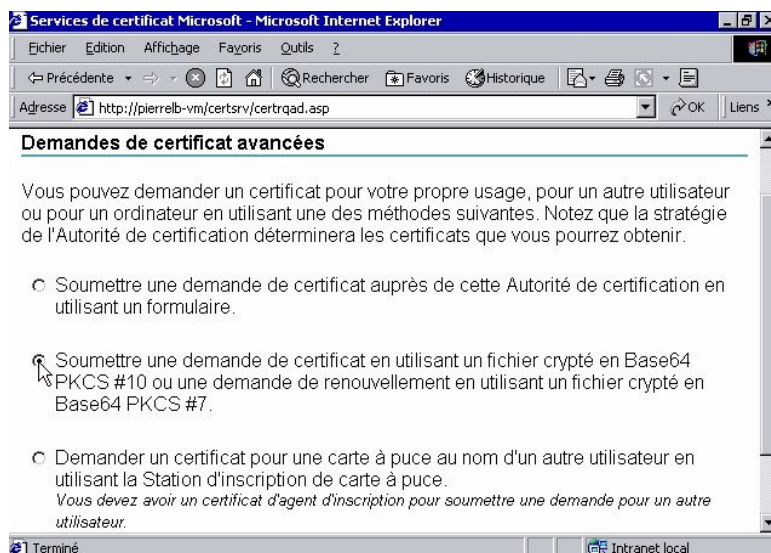 Services de certificat Microsoft - Microsoft Internet Explorer
Fichier Edition Affichage Favoris Outils ?
Précédente Rechercher Favoris Historique
Adresse http://pierrelb-vm/certsrv/certrqad.asp OK Liens
Demandes de certificat avancées
Vous pouvez demander un certificat pour votre propre usage, pour un autre utilisateur
ou pour un ordinateur en utilisant une des méthodes suivantes. Notez que la stratégie
de l'Autorité de certification déterminera les certificats que vous pourrez obtenir.
Soumettre une demande de certificat auprès de cette Autorité de certification en
utilisant un formulaire.
Soumettre une demande de certificat en utilisant un fichier crypté en Base64
PKCS #10 ou une demande de renouvellement en utilisant un fichier crypté en
Base64 PKCS #7.
Demander un certificat pour une carte à puce au nom d'un autre utilisateur en
utilisant la Station d'inscription de carte à puce.
Vous devez avoir un certificat d'agent d'inscription pour soumettre une demande pour un autre
utilisateur.
Terminé Intranet local